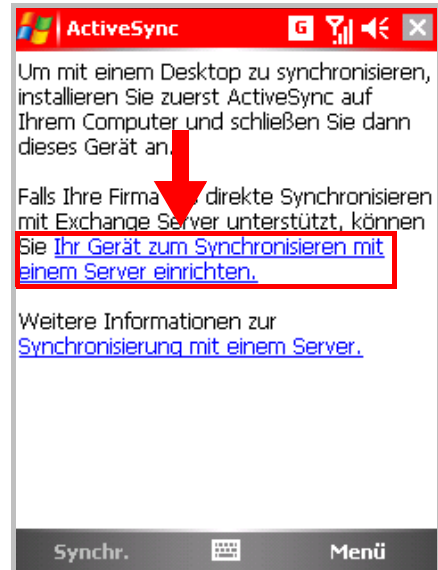 ActiveSync G
Um mit einem Desktop zu synchronisieren,
installieren Sie zuerst ActiveSync auf
Ihrem Computer und schließen Sie dann
dieses Gerät an.
Falls Ihre Firma direkte Synchronisieren
mit Exchange Server unterstützt, können
Sie Ihr Gerät zum Synchronisieren mit
einem Server einrichten.
Weitere Informationen zur
Synchronisierung mit einem Server.
Synchr. Menü